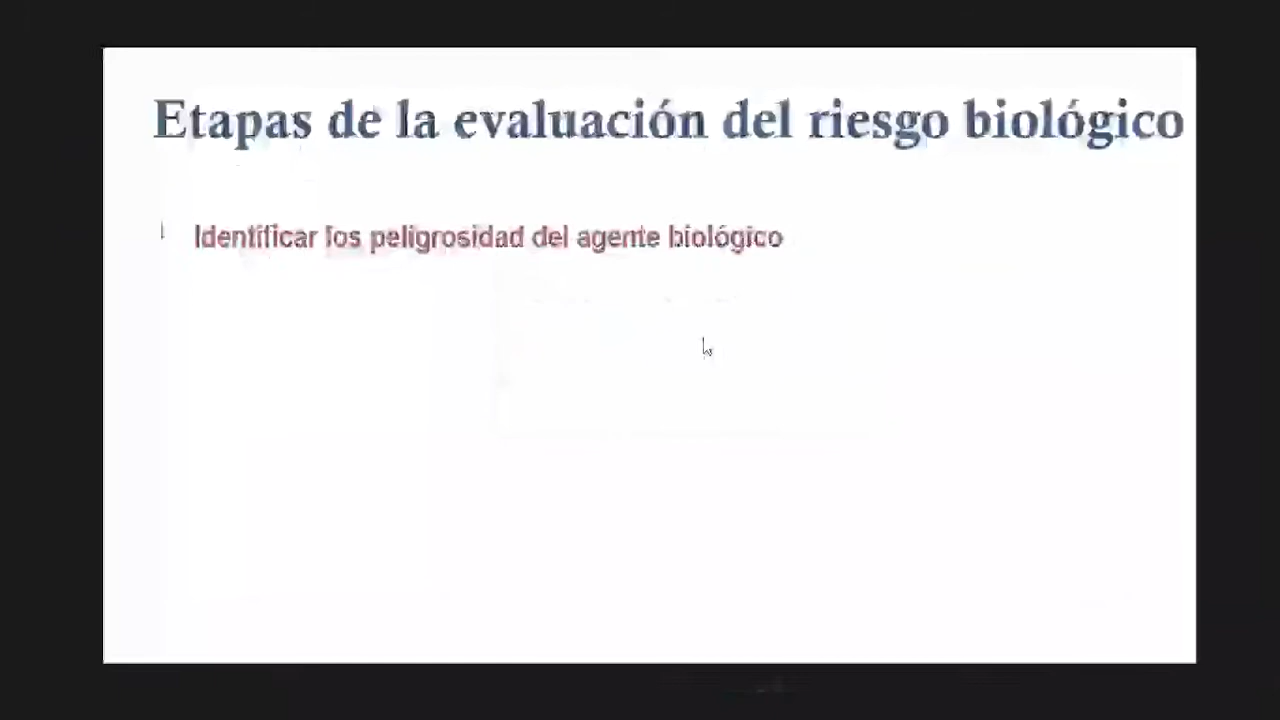 Etapas de la evaluación del riesgo biológico
Identificar los peligrosidad del agente biológico